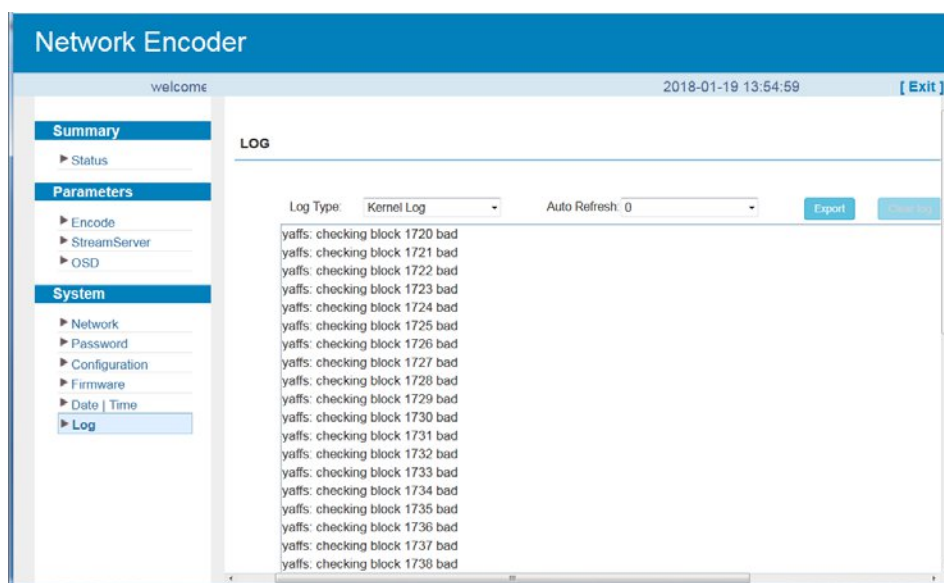 Network Encoder
welcome
2018-01-19 13:54:59
[ Exit ]
Summary
Status
Parameters
Encode
StreamServer
OSD
System
Network
Password
Configuration
Firmware
Date | Time
Log
LOG
Log Type: Kernel Log Auto Refresh: 0 Export Clear log
yaffs: checking block 1720 bad
yaffs: checking block 1721 bad
yaffs: checking block 1722 bad
yaffs: checking block 1723 bad
yaffs: checking block 1724 bad
yaffs: checking block 1725 bad
yaffs: checking block 1726 bad
yaffs: checking block 1727 bad
yaffs: checking block 1728 bad
yaffs: checking block 1729 bad
yaffs: checking block 1730 bad
yaffs: checking block 1731 bad
yaffs: checking block 1732 bad
yaffs: checking block 1733 bad
yaffs: checking block 1734 bad
yaffs: checking block 1735 bad
yaffs: checking block 1736 bad
yaffs: checking block 1737 bad
yaffs: checking block 1738 bad